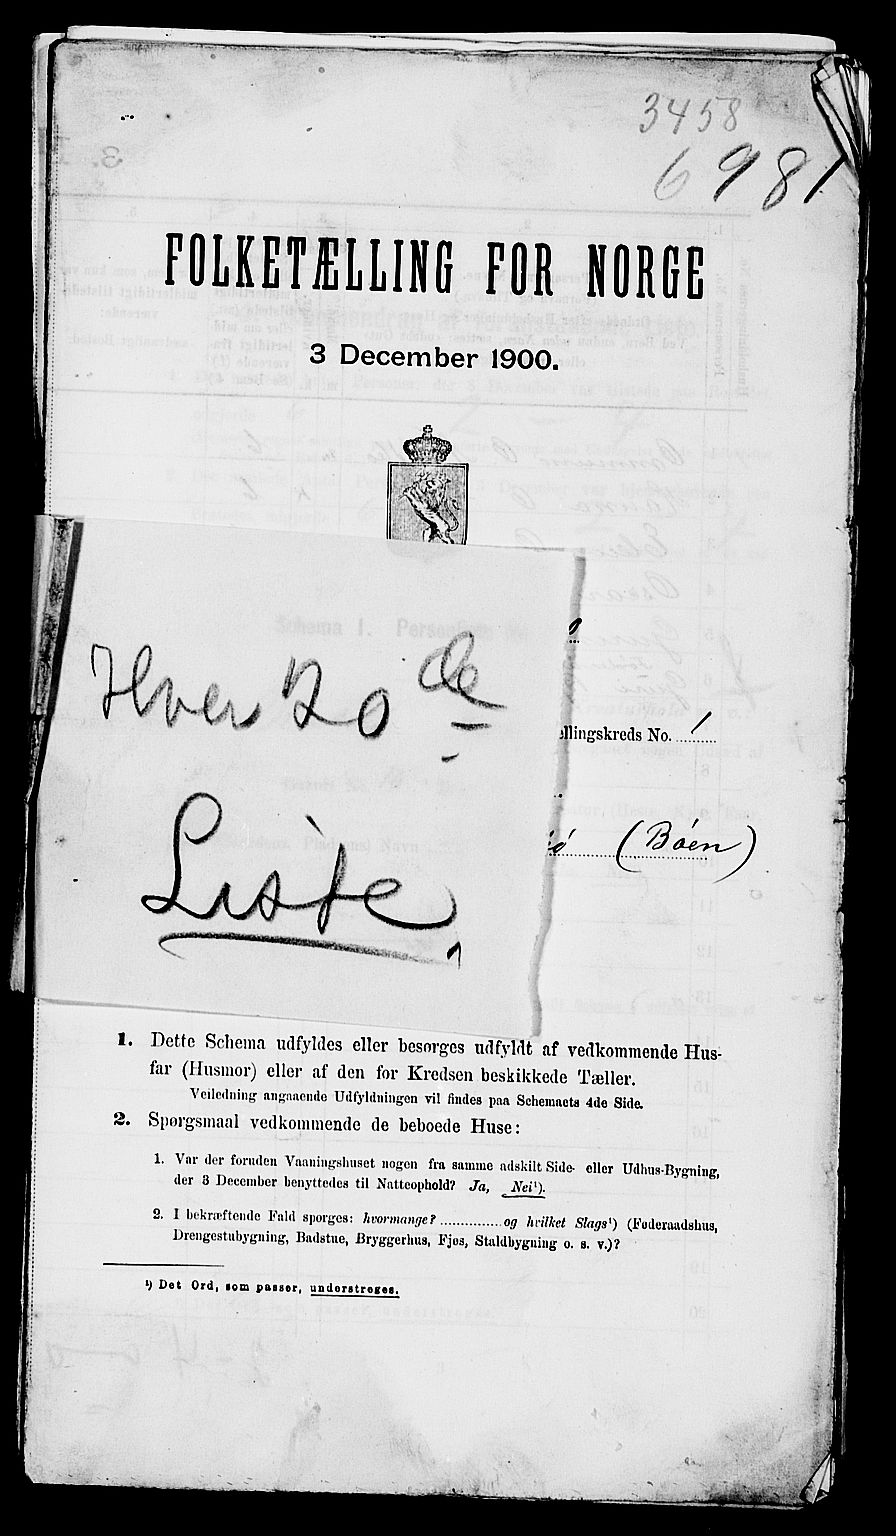 3458
6981
FOLKETÆLLING FOR NORGE
3 December 1900.
Hver 20de
Liste
llingskreds No. 1
(Böen)
1. Dette Schema udfyldes eller besørges udfyldt af vedkommende Hus-
far (Husmor) eller af den for Kredsen beskikkede Tæller.
Veiledning angaaende Udfyldningen vil findes paa Schemaets 4de Side.
2. Spørgsmaal vedkommende de beboede Huse:
1. Var der foruden Vaaningshuset nogen fra samme adskilt Side- eller Udhus-Bygning,
der 3 December benyttedes til Natteophold? Ja, Nei¹).
2. I bekræftende Fald spørges: hvormange? ............... og hvilket Slags¹) (Føderaadshus,
Drengestubygning, Badstue, Bryggerhus, Fjøs, Staldbygning o. s. v.)?
¹) Det Ord, som passer, understreges.